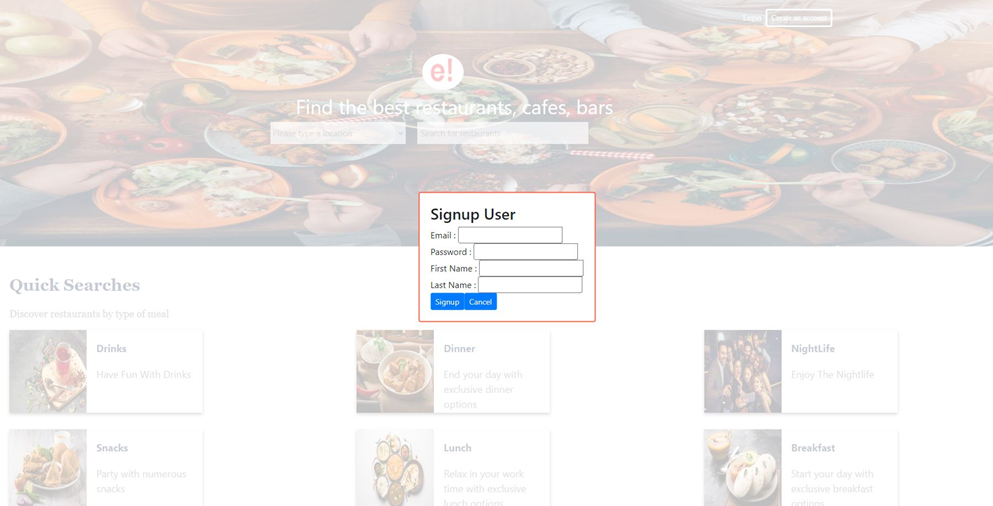 Login Create an account
e!
Find the best restaurants, cafes, bars
Please type a location Search for restaurants
Signup User
Email :
Password :
First Name :
Last Name :
Signup Cancel
Quick Searches
Discover restaurants by type of meal
Drinks
Have Fun With Drinks
Dinner
End your day with
exclusive dinner
options
NightLife
Enjoy The Nightlife
Snacks
Party with numerous
snacks
Lunch
Relax in your work
time with exclusive
lunch options
Breakfast
Start your day with
exclusive breakfast
options